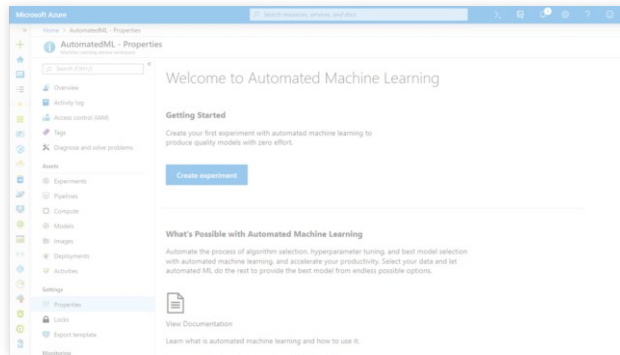 Microsoft Azure
Search resources, services, and docs
Home > AutomatedML - Properties
AutomatedML - Properties
Machine learning service workspace
Search (Ctrl+/)
Overview
Activity log
Access control (IAM)
Tags
Diagnose and solve problems
Assets
Experiments
Pipelines
Compute
Models
Images
Deployments
Activities
Settings
Properties
Locks
Export template
Monitoring
Welcome to Automated Machine Learning
Getting Started
Create your first experiment with automated machine learning to
produce quality models with zero effort.
Create experiment
What's Possible with Automated Machine Learning
Automate the process of algorithm selection, hyperparameter tuning, and best model selection
with automated machine learning, and accelerate your productivity. Select your data and let
automated ML do the rest to provide the best model from endless possible options.
View Documentation
Learn what is automated machine learning and how to use it.